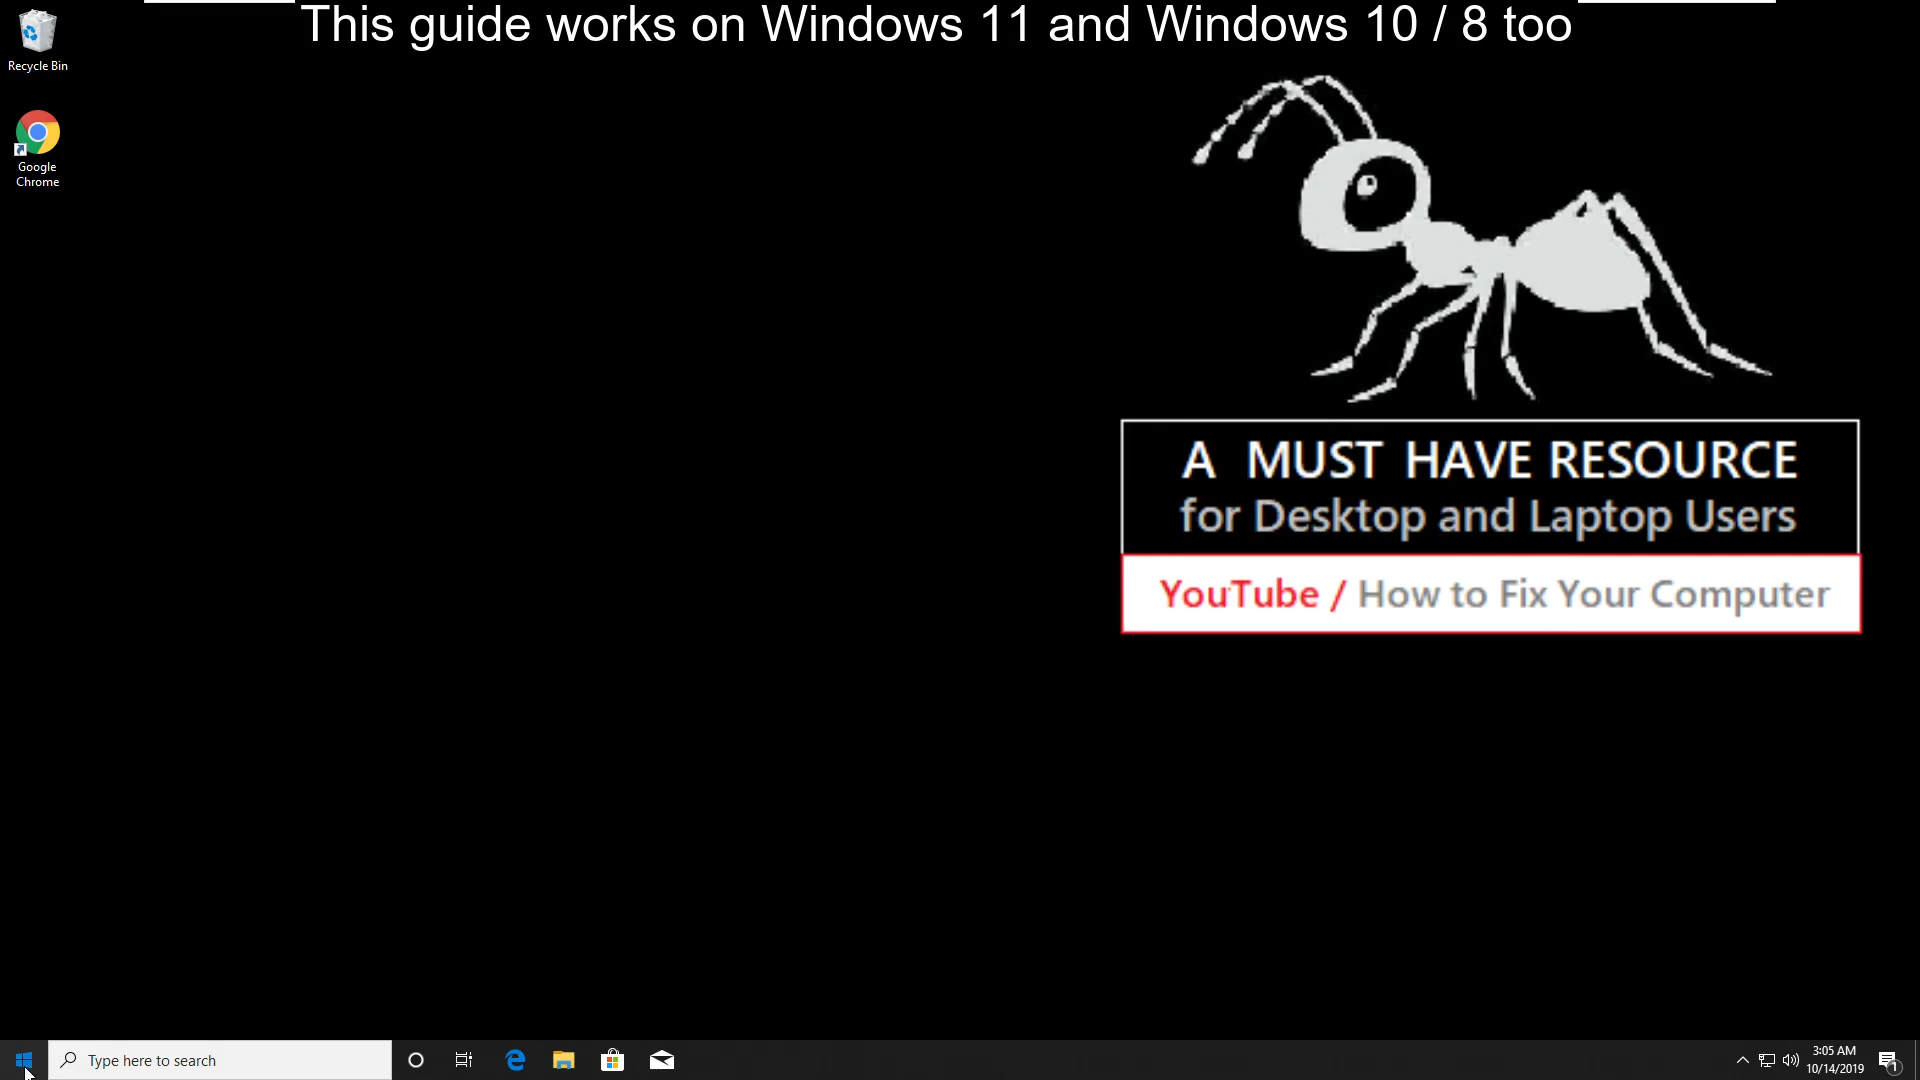 This guide works on Windows 11 and Windows 10 / 8 too
Recycle Bin
Google
Chrome
A MUST HAVE RESOURCE
for Desktop and Laptop Users
YouTube / How to Fix Your Computer
Type here to search
3:05 AM
10/14/2019
1